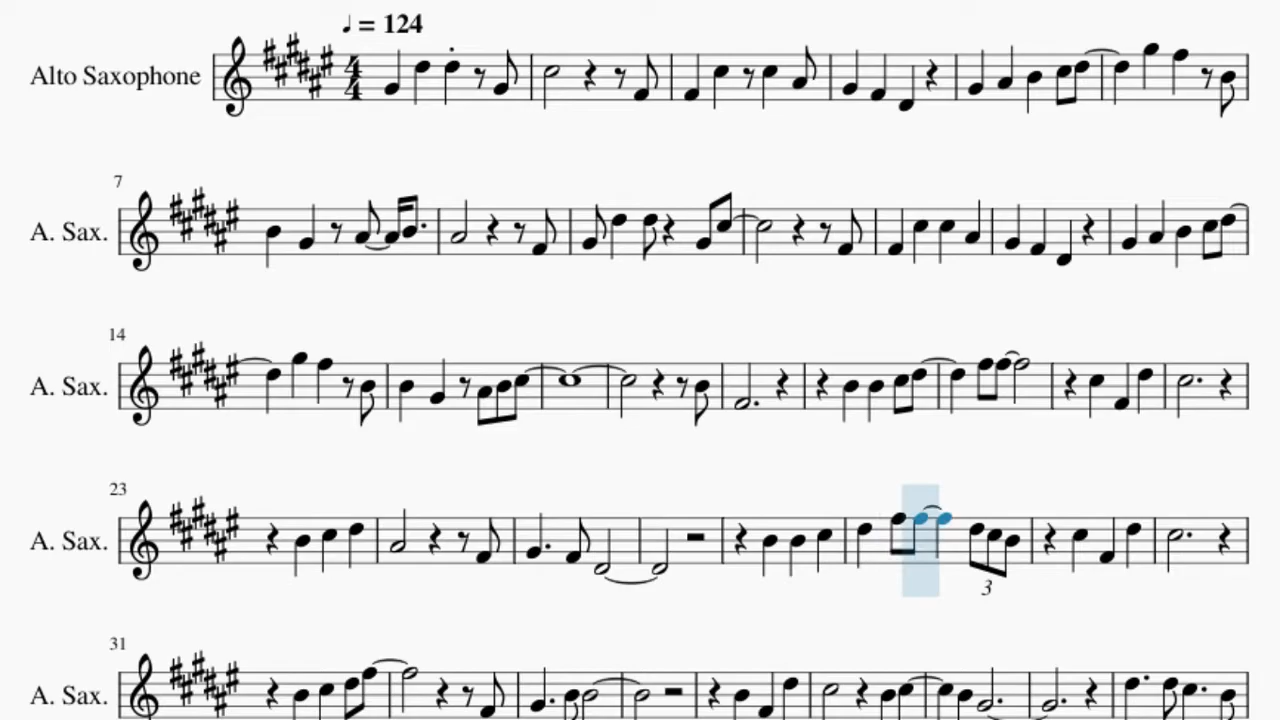 ♩ = 124
Alto Saxophone
4
4
7
A. Sax.
14
A. Sax.
23
A. Sax.
3
31
A. Sax.